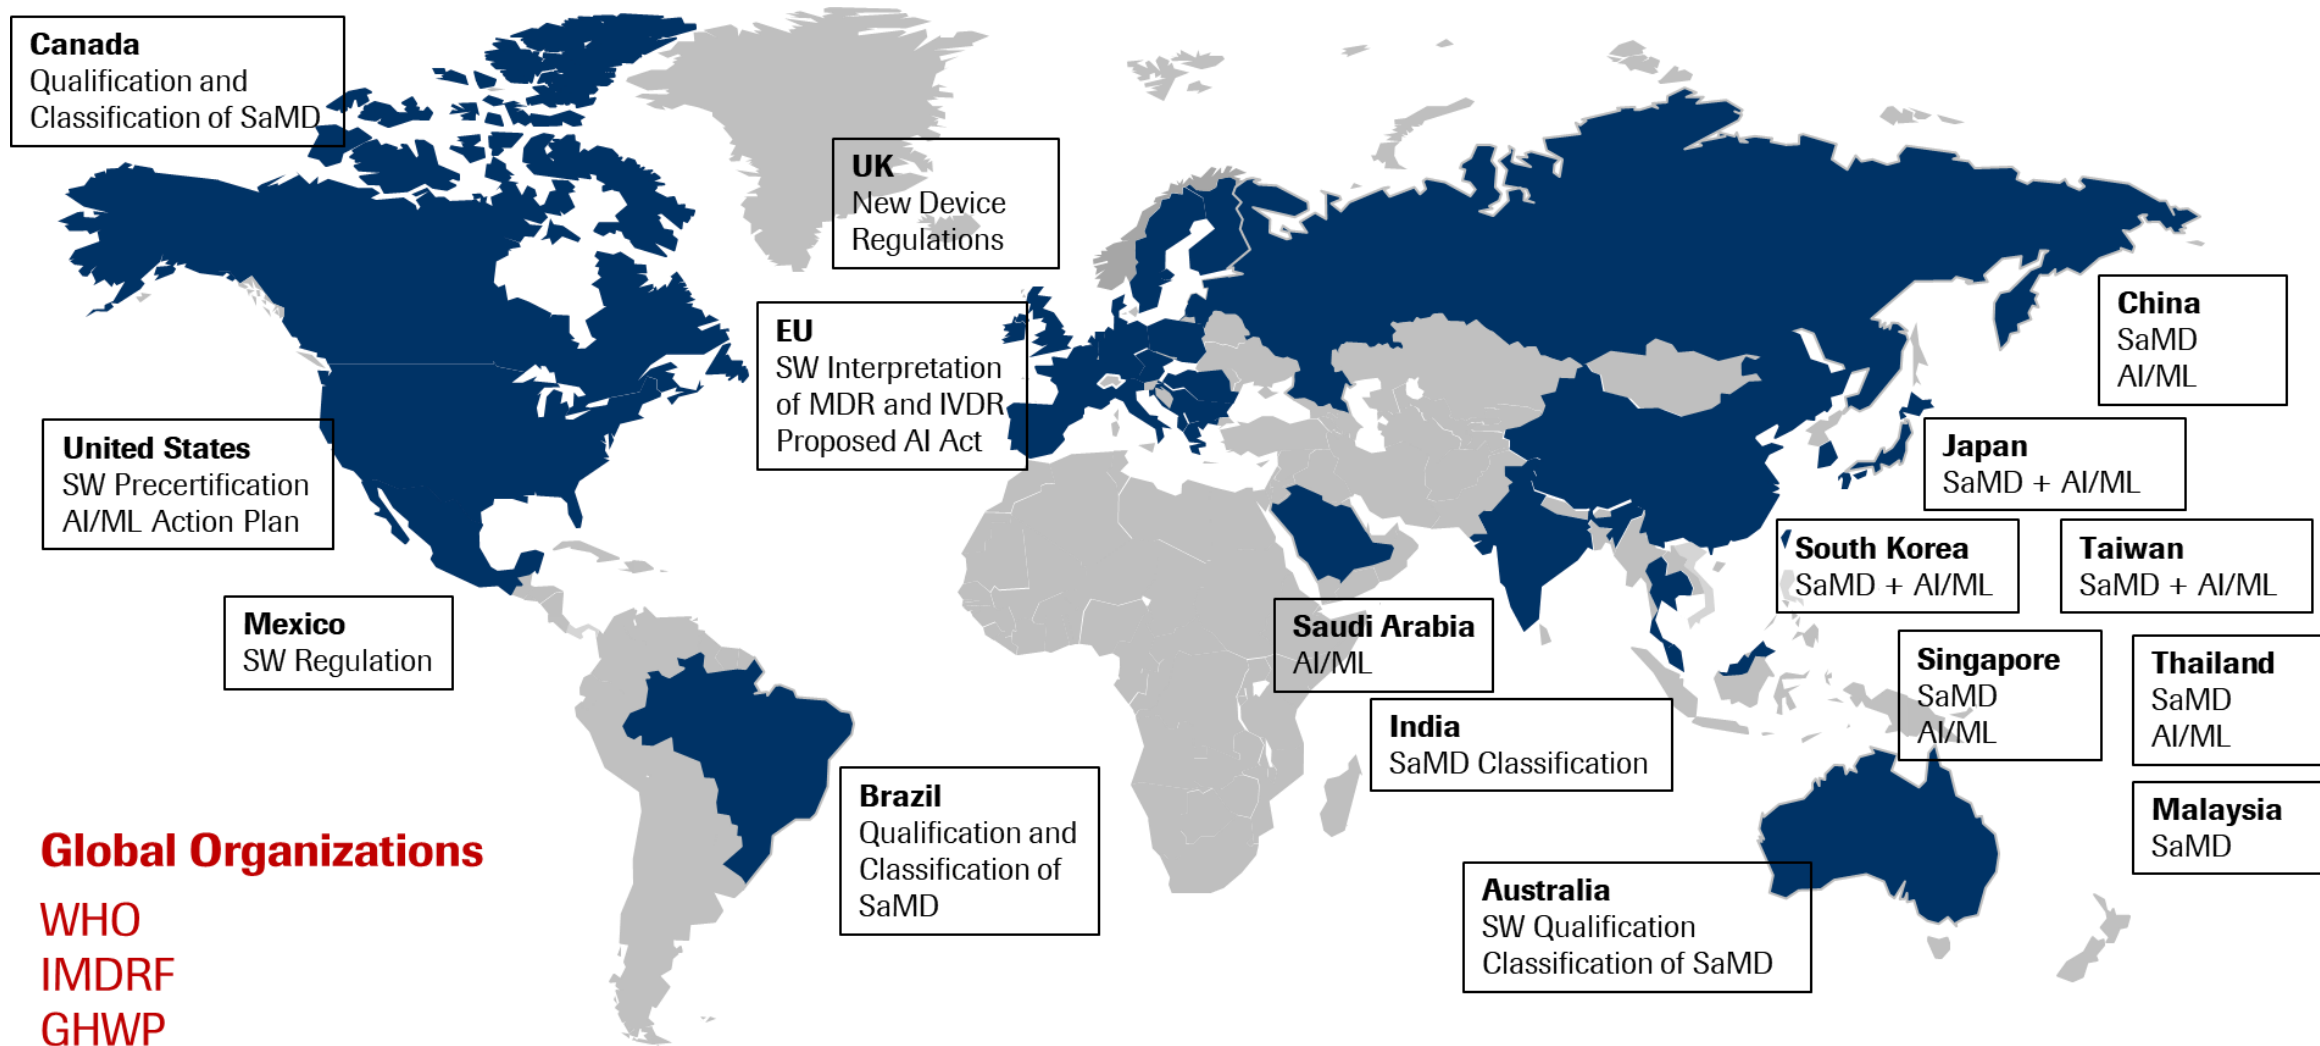 Canada
Qualification and
Classification of SaMD
UK
New Device
Regulations
EU
SW Interpretation
of MDR and IVDR
Proposed AI Act
China
SaMD
AI/ML
United States
SW Precertification
AI/ML Action Plan
Japan
SaMD + AI/ML
South Korea
SaMD + AI/ML
Taiwan
SaMD + AI/ML
Mexico
SW Regulation
Saudi Arabia
AI/ML
Singapore
SaMD
AI/ML
Thailand
SaMD
AI/ML
India
SaMD Classification
Brazil
Qualification and
Classification of
SaMD
Malaysia
SaMD
Australia
SW Qualification
Classification of SaMD
Global Organizations
WHO
IMDRF
GHWP